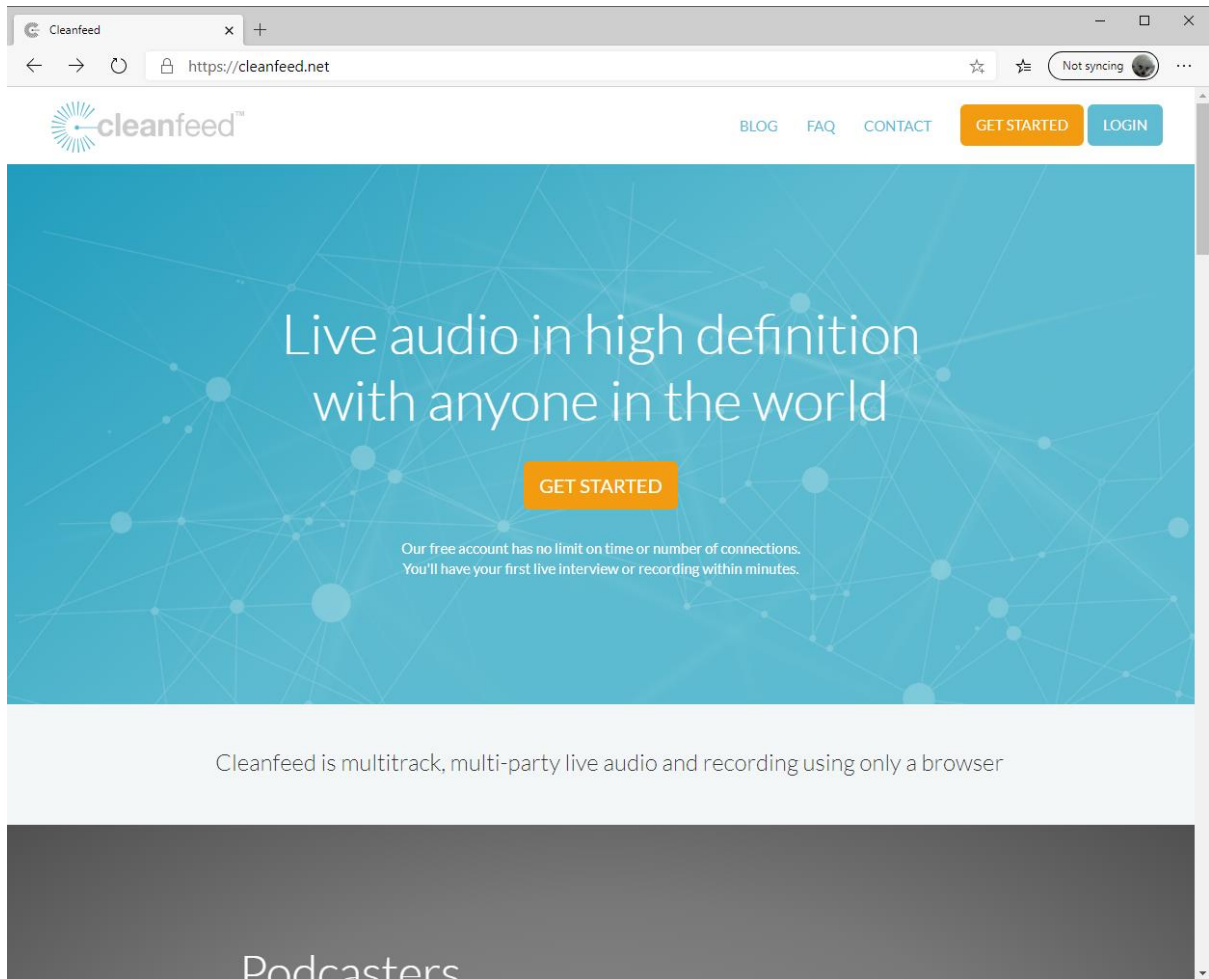 Cleanfeed
https://cleanfeed.net
Not syncing
cleanfeed™
BLOG FAQ CONTACT GET STARTED LOGIN
Live audio in high definition
with anyone in the world
GET STARTED
Our free account has no limit on time or number of connections.
You'll have your first live interview or recording within minutes.
Cleanfeed is multitrack, multi-party live audio and recording using only a browser
Podcasters